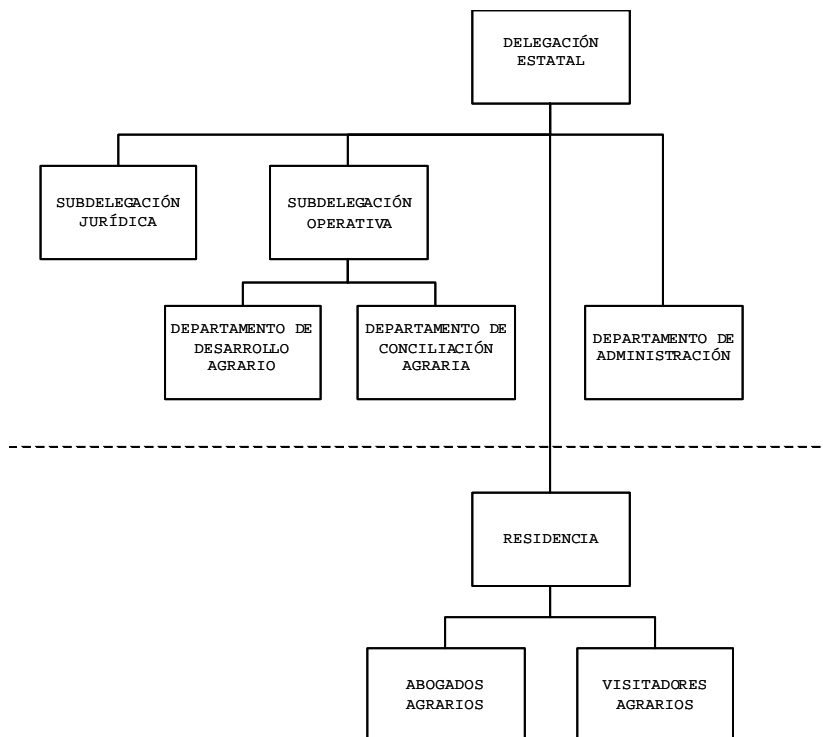 DELEGACIÓN
ESTATAL
SUBDELEGACIÓN
JURÍDICA
SUBDELEGACIÓN
OPERATIVA
DEPARTAMENTO DE
DESARROLLO
AGRARIO
DEPARTAMENTO DE
CONCILIACIÓN
AGRARIA
DEPARTAMENTO DE
ADMINISTRACIÓN
RESIDENCIA
ABOGADOS
AGRARIOS
VISITADORES
AGRARIOS